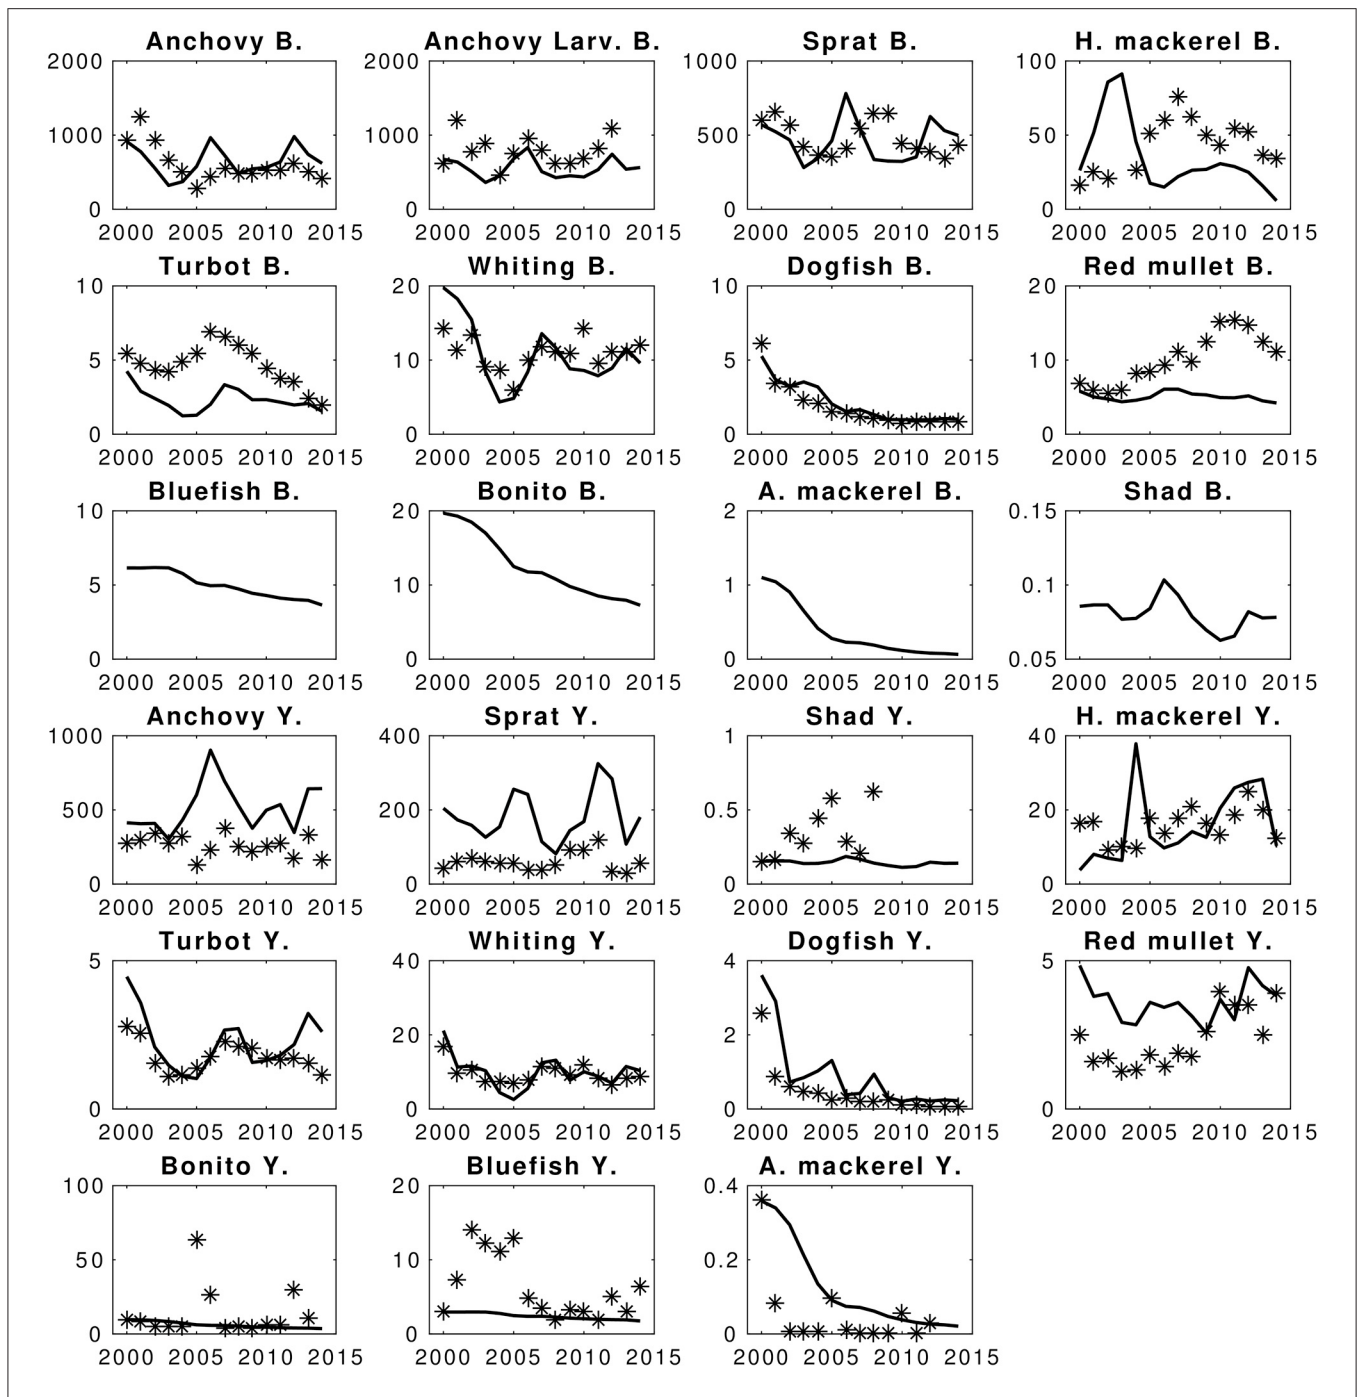 Anchovy B. Anchovy Larv. B. Sprat B. H. mackerel B.
2000 2000 1000 100
1000 1000 500 50
0 0 0 0
2000 2005 2010 2015 2000 2005 2010 2015 2000 2005 2010 2015 2000 2005 2010 2015
Turbot B. Whiting B. Dogfish B. Red mullet B.
10 20 10 20
5 10 5 10
0 0 0 0
2000 2005 2010 2015 2000 2005 2010 2015 2000 2005 2010 2015 2000 2005 2010 2015
Bluefish B. Bonito B. A. mackerel B. Shad B.
10 20 2 0.15
5 10 1 0.1
0 0 0 0.05
2000 2005 2010 2015 2000 2005 2010 2015 2000 2005 2010 2015 2000 2005 2010 2015
Anchovy Y. Sprat Y. Shad Y. H. mackerel Y.
1000 400 1 40
500 200 0.5 20
0 0 0 0
2000 2005 2010 2015 2000 2005 2010 2015 2000 2005 2010 2015 2000 2005 2010 2015
Turbot Y. Whiting Y. Dogfish Y. Red mullet Y.
5 40 4 5
20 2
0 0 0 0
2000 2005 2010 2015 2000 2005 2010 2015 2000 2005 2010 2015 2000 2005 2010 2015
Bonito Y. Bluefish Y. A. mackerel Y.
100 20 0.4
50 10 0.2
0 0 0
2000 2005 2010 2015 2000 2005 2010 2015 2000 2005 2010 2015